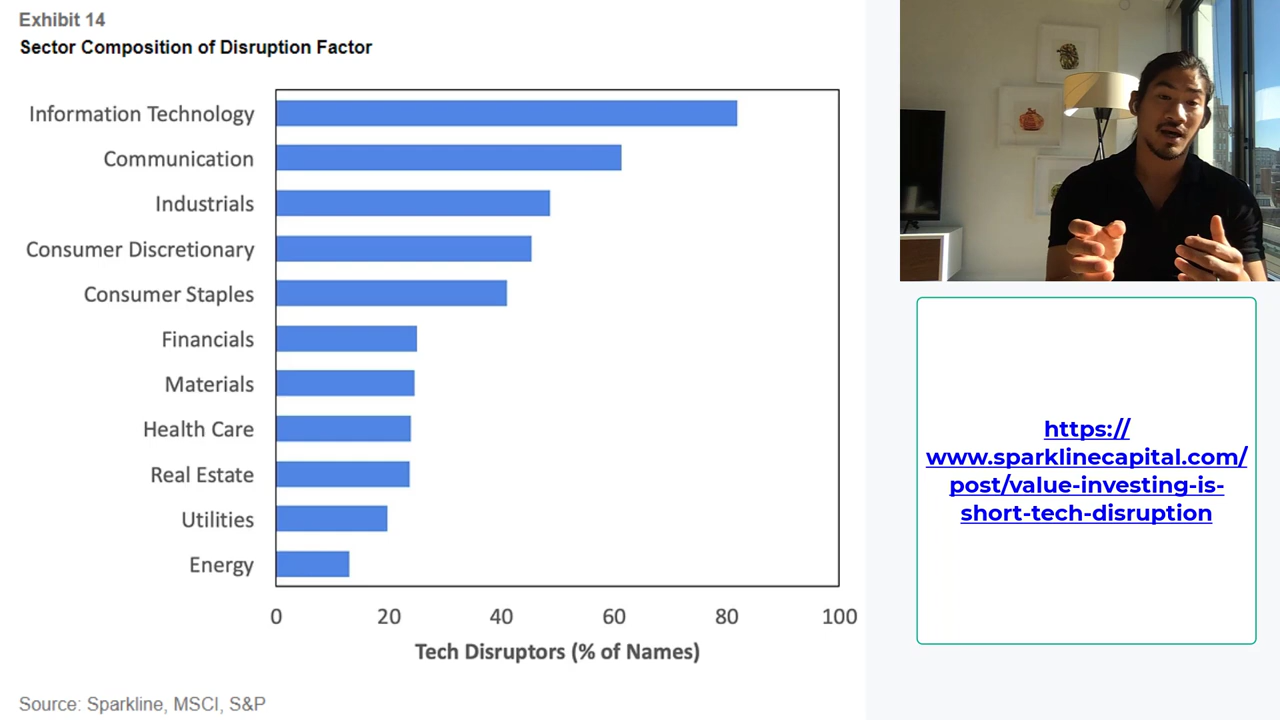 Exhibit 14
Sector Composition of Disruption Factor
Information Technology
Communication
Industrials
Consumer Discretionary
Consumer Staples
Financials
Materials
Health Care
Real Estate
Utilities
Energy
0 20 40 60 80 100
Tech Disruptors (% of Names)
Source: Sparkline, MSCI, S&P
https://
www.sparklinecapital.com/
post/value-investing-is-
short-tech-disruption